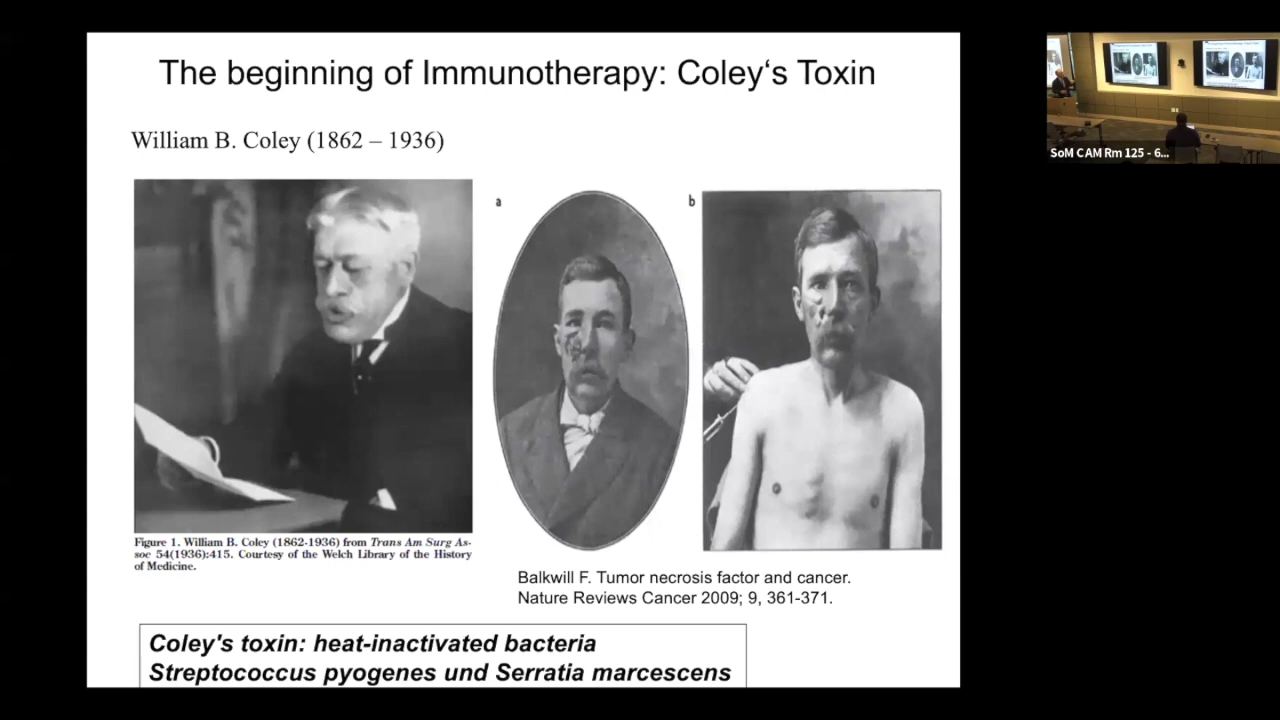 The beginning of Immunotherapy: Coley‘s Toxin
William B. Coley (1862 – 1936)
a
b
Figure 1. William B. Coley (1862-1936) from Trans Am Surg As-
soc 54(1936):415. Courtesy of the Welch Library of the History
of Medicine.
Balkwill F. Tumor necrosis factor and cancer.
Nature Reviews Cancer 2009; 9, 361-371.
Coley's toxin: heat-inactivated bacteria
Streptococcus pyogenes und Serratia marcescens
SoM CAM Rm 125 - 6...